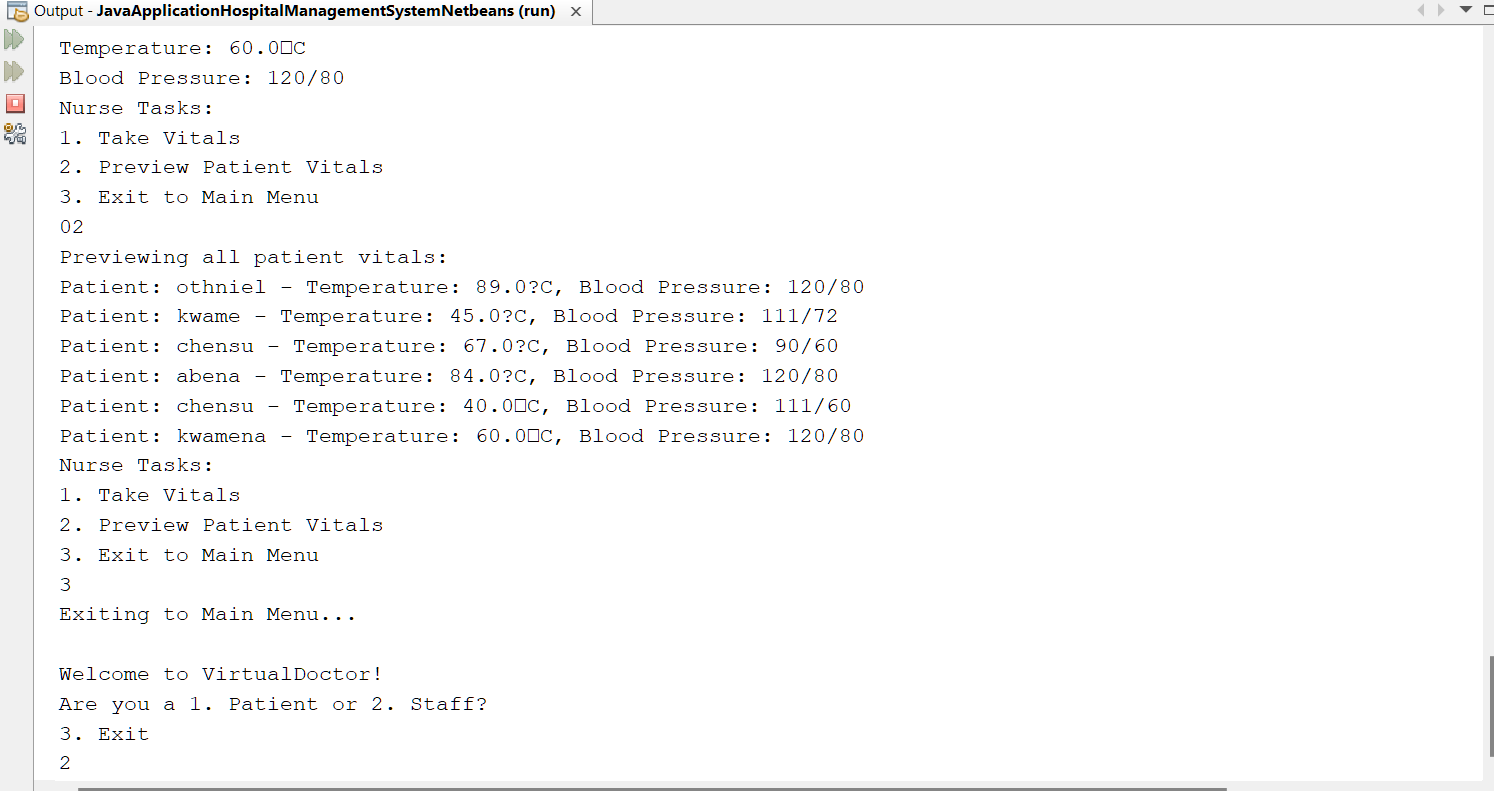 Output - JavaApplicationHospitalManagementSystemNetbeans (run)
Temperature: 60.0□C
Blood Pressure: 120/80
Nurse Tasks:
1. Take Vitals
2. Preview Patient Vitals
3. Exit to Main Menu
02
Previewing all patient vitals:
Patient: othniel - Temperature: 89.0?C, Blood Pressure: 120/80
Patient: kwame - Temperature: 45.0?C, Blood Pressure: 111/72
Patient: chensu - Temperature: 67.0?C, Blood Pressure: 90/60
Patient: abena - Temperature: 84.0?C, Blood Pressure: 120/80
Patient: chensu - Temperature: 40.0□C, Blood Pressure: 111/60
Patient: kwamena - Temperature: 60.0□C, Blood Pressure: 120/80
Nurse Tasks:
1. Take Vitals
2. Preview Patient Vitals
3. Exit to Main Menu
3
Exiting to Main Menu...
Welcome to VirtualDoctor!
Are you a 1. Patient or 2. Staff?
3. Exit
2